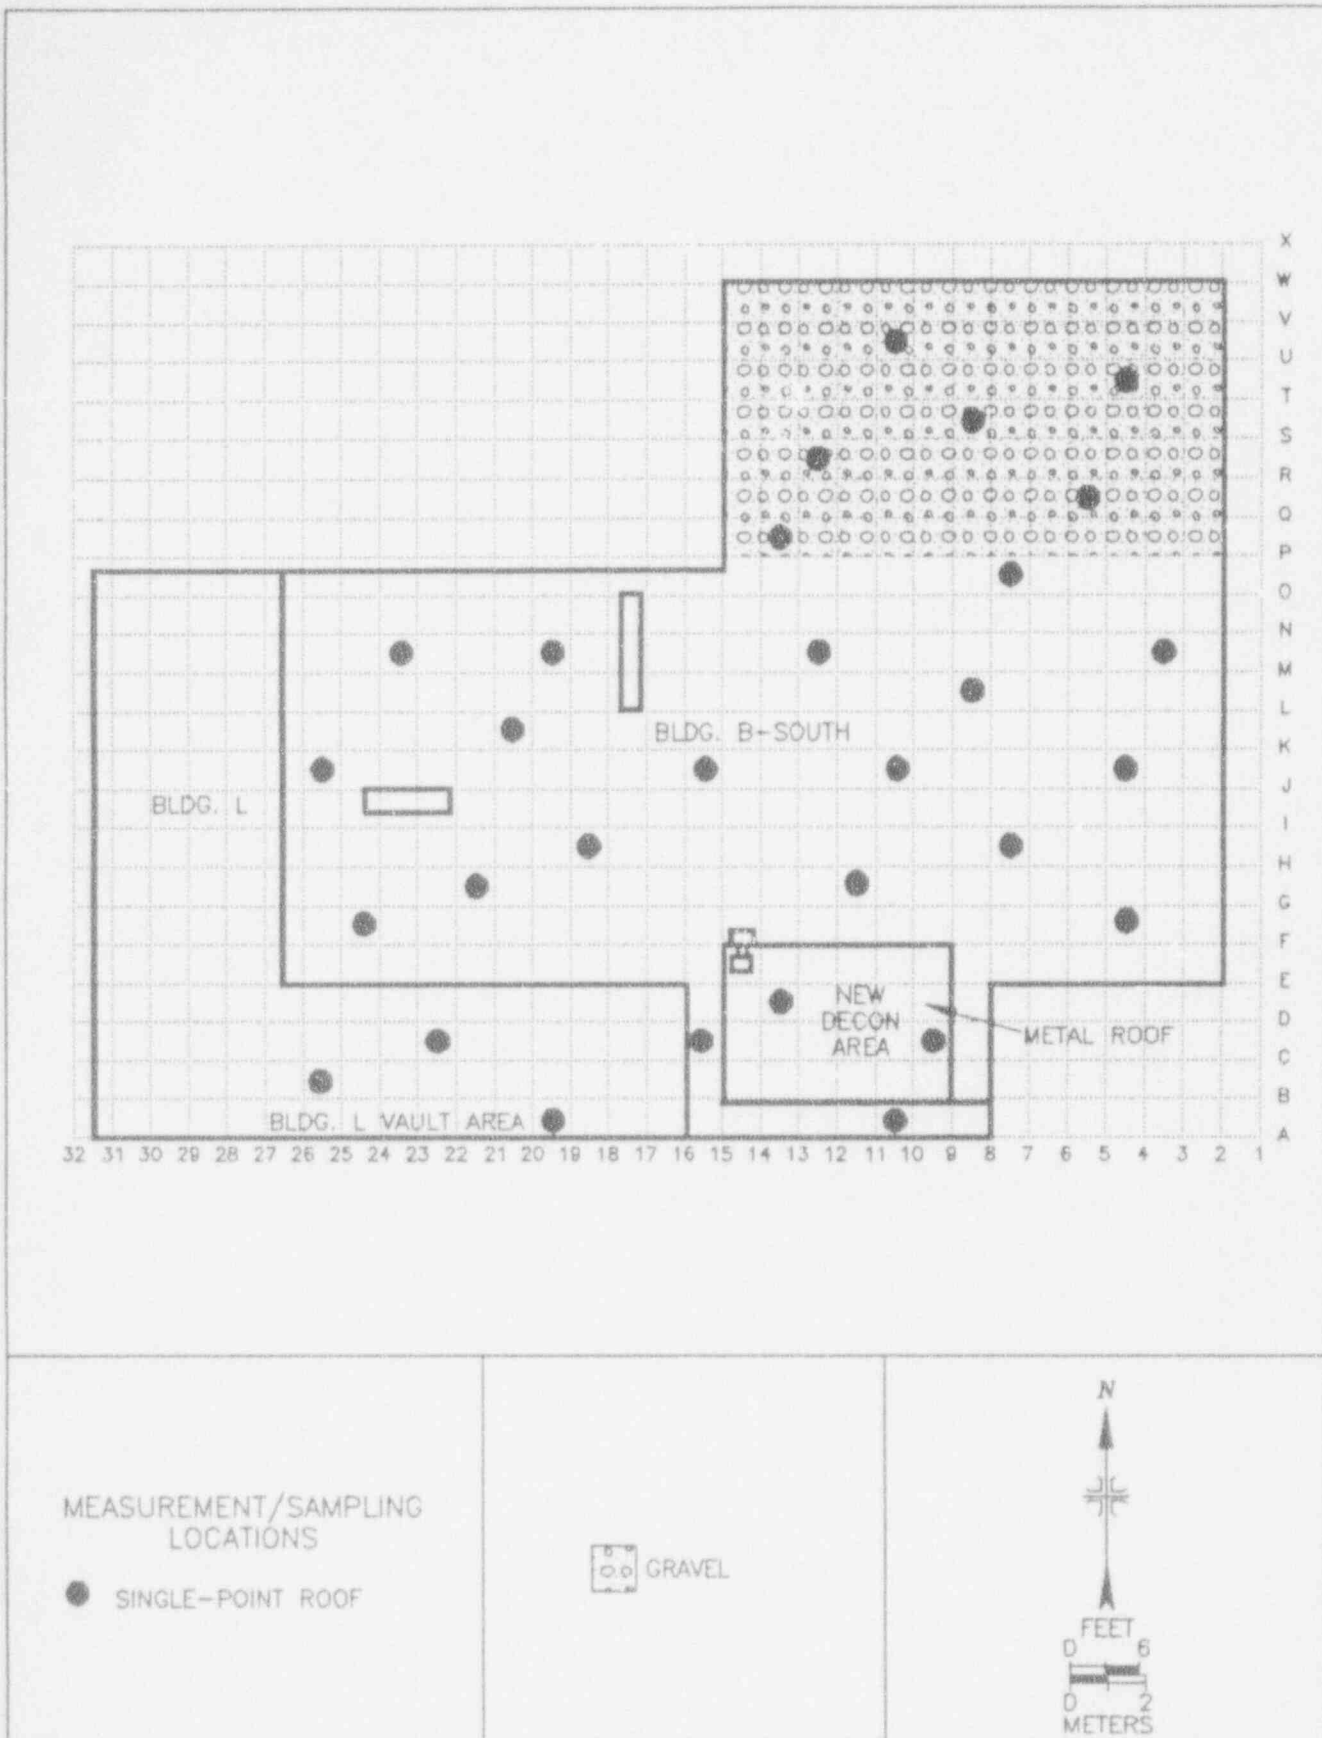 X
W
V
U
T
S
R
Q
P
O
N
M
L
BLDG. B-SOUTH
K
J
BLDG. L
I
H
G
F
E
NEW
DECON
AREA
D
METAL ROOF
C
B
BLDG. L VAULT AREA
A
32 31 30 29 28 27 26 25 24 23 22 21 20 19 18 17 16 15 14 13 12 11 10 9 8 7 6 5 4 3 2 1
MEASUREMENT/SAMPLING
LOCATIONS
SINGLE-POINT ROOF
GRAVEL
N
FEET
0 6
0 2
METERS